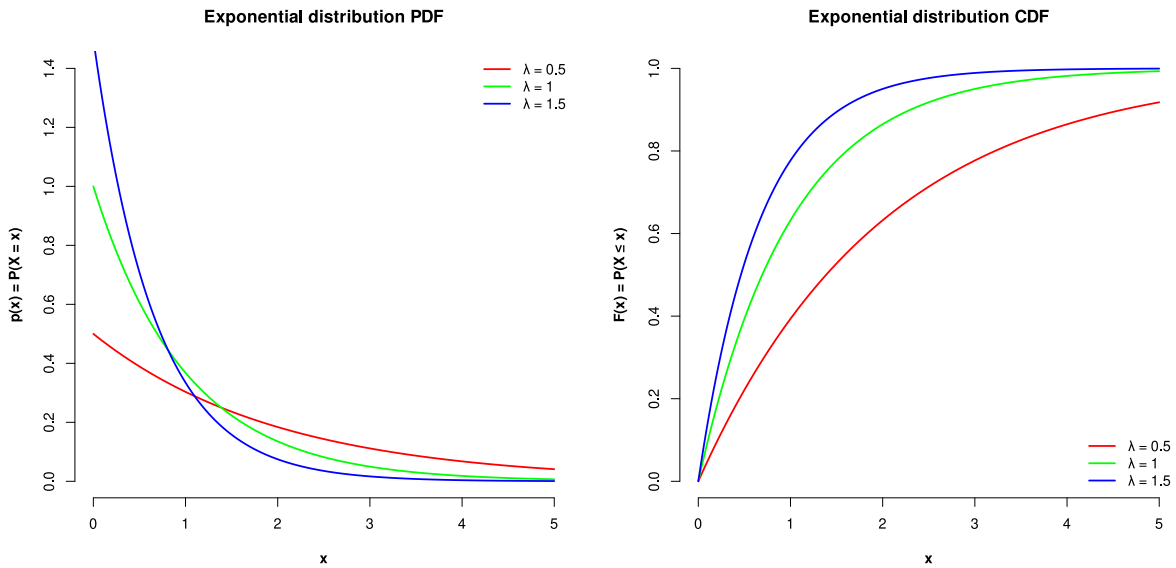 Exponential distribution PDF
p(x) = P(X = x)
1.4
1.2
1.0
0.8
0.6
0.4
0.2
0.0
λ = 0.5
λ = 1
λ = 1.5
0 1 2 3 4 5
x
Exponential distribution CDF
F(x) = P(X ≤ x)
1.0
0.8
0.6
0.4
0.2
0.0
λ = 0.5
λ = 1
λ = 1.5
0 1 2 3 4 5
x